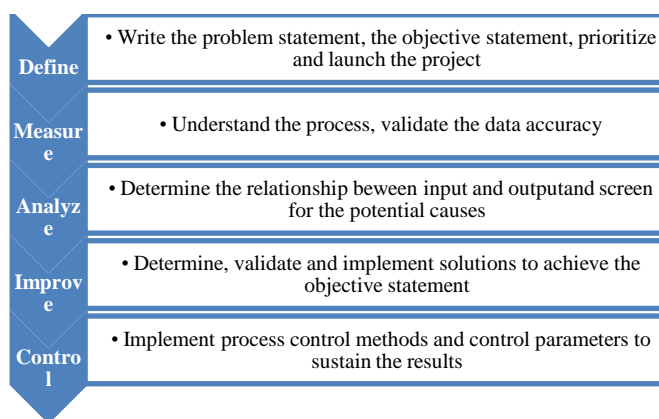 Define
• Write the problem statement, the objective statement, prioritize
and launch the project
Measur
e
• Understand the process, validate the data accuracy
Analyz
e
• Determine the relationship beween input and outputand screen
for the potential causes
Improv
e
• Determine, validate and implement solutions to achieve the
objective statement
Contro
l
• Implement process control methods and control parameters to
sustain the results